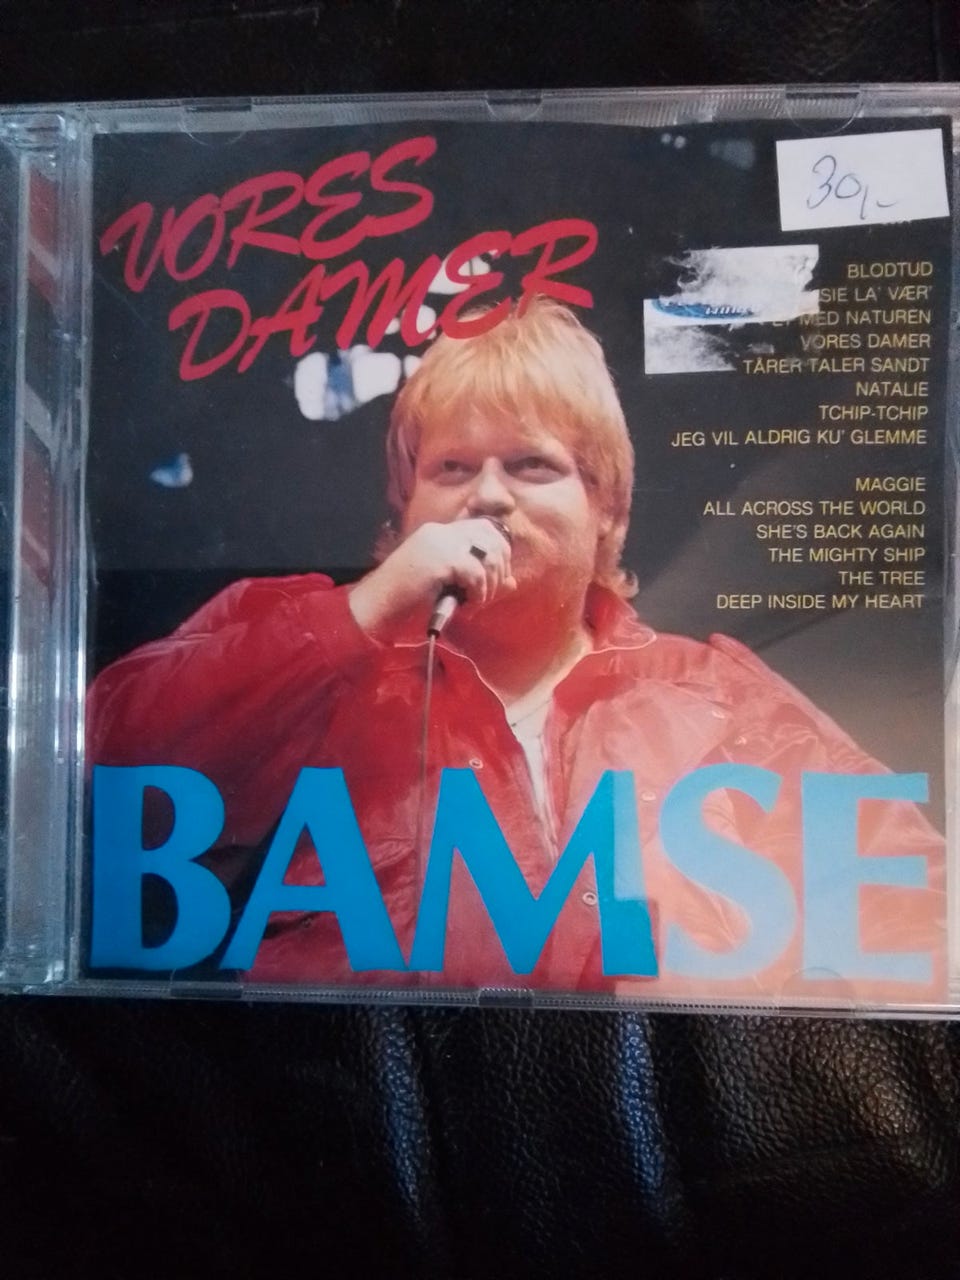 VORES
DAMER
30,-
BLODTUD
SIE LA' VÆR'
MED NATUREN
VORES DAMER
TÅRER TALER SANDT
NATALIE
TCHIP-TCHIP
JEG VIL ALDRIG KU' GLEMME
MAGGIE
ALL ACROSS THE WORLD
SHE'S BACK AGAIN
THE MIGHTY SHIP
THE TREE
DEEP INSIDE MY HEART
BAMSE